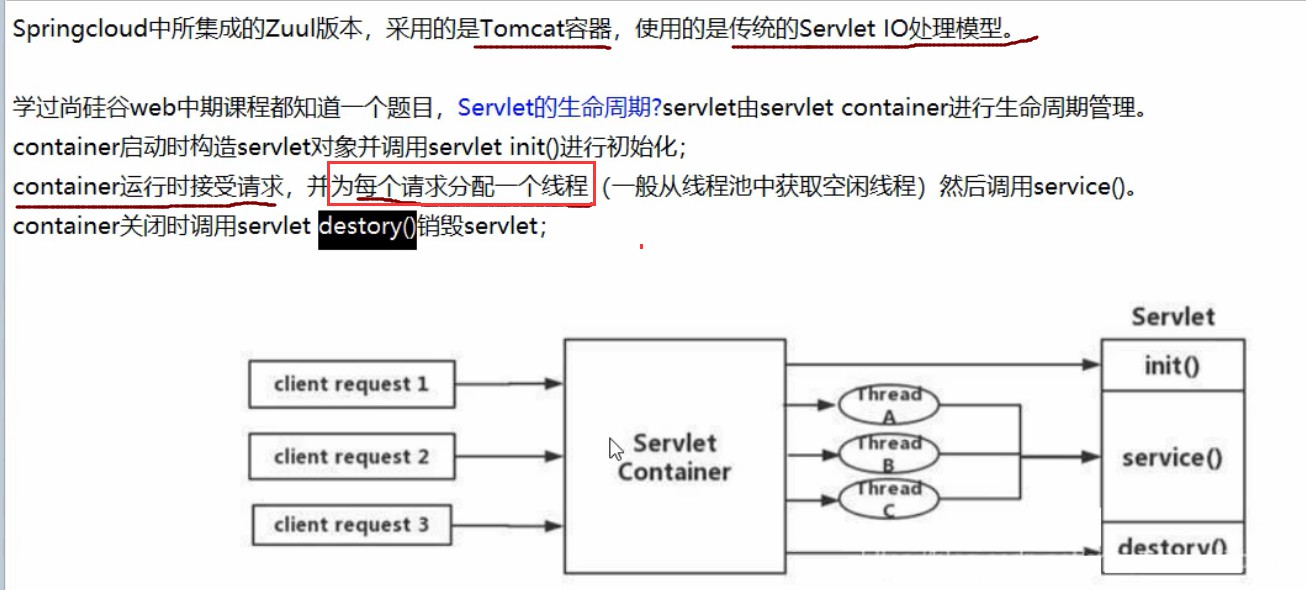 Springcloud中所集成的Zuul版本，采用的是Tomcat容器，使用的是传统的Servlet IO处理模型。
学过尚硅谷web中期课程都知道一个题目，Servlet的生命周期?servlet由servlet container进行生命周期管理。
container启动时构造servlet对象并调用servlet init()进行初始化；
container运行时接受请求，并为每个请求分配一个线程（一般从线程池中获取空闲线程）然后调用service()。
container关闭时调用servlet destory()销毁servlet；
Servlet
client request 1
init()
Thread
A
client request 2
Servlet
Container
Thread
B
service()
client request 3
Thread
C
destory()